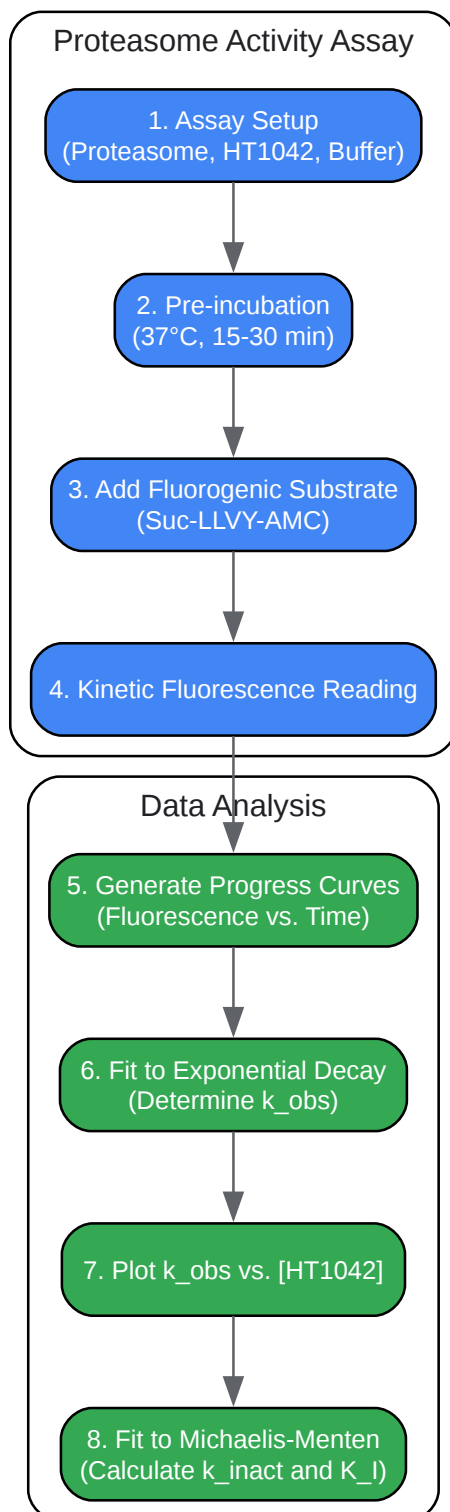 Proteasome Activity Assay
1. Assay Setup
(Proteasome, HT1042, Buffer)
2. Pre-incubation
(37°C, 15-30 min)
3. Add Fluorogenic Substrate
(Suc-LLVY-AMC)
4. Kinetic Fluorescence Reading
Data Analysis
5. Generate Progress Curves
(Fluorescence vs. Time)
6. Fit to Exponential Decay
(Determine k_obs)
7. Plot k_obs vs. [HT1042]
8. Fit to Michaelis-Menten
(Calculate k_inact and K_I)